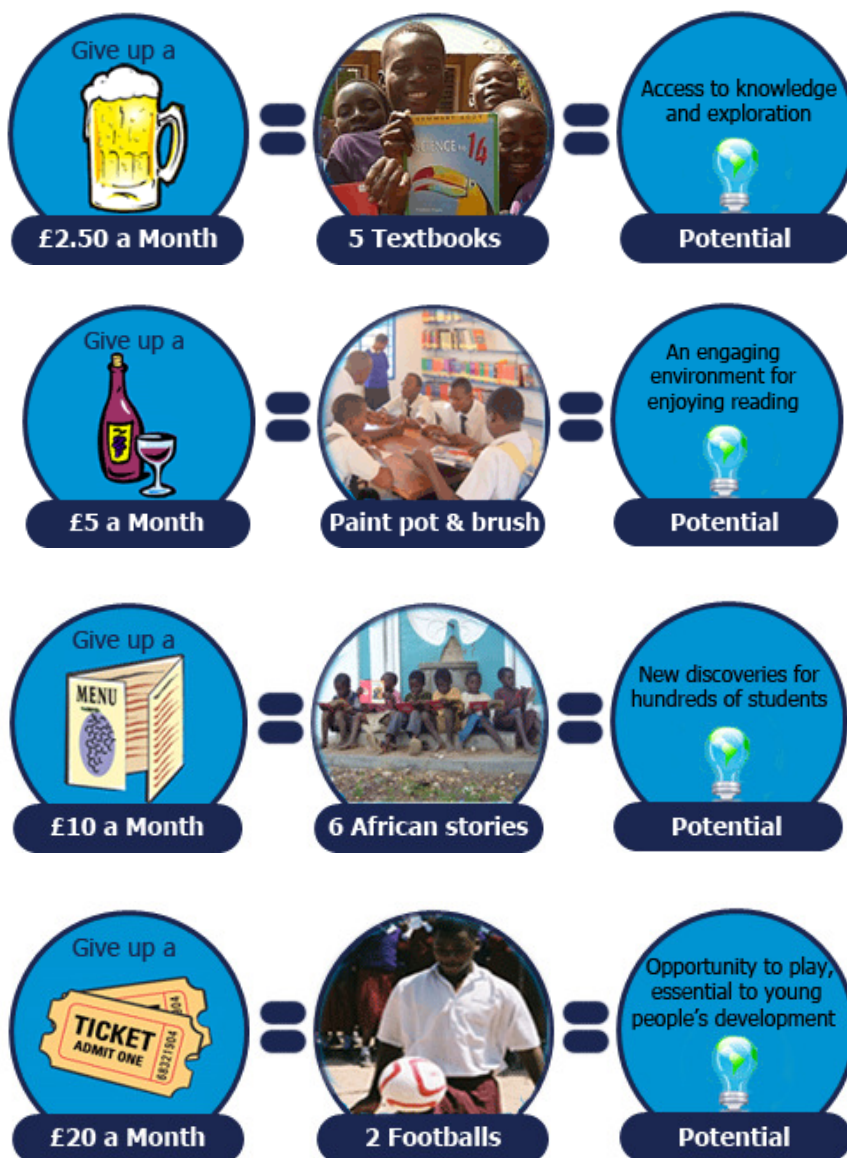 Give up a
£2.50 a Month
SCIENCE
14
5 Textbooks
Access to knowledge
and exploration
Potential
Give up a
£5 a Month
Paint pot & brush
An engaging
environment for
enjoying reading
Potential
Give up a
MENU
£10 a Month
6 African stories
New discoveries for
hundreds of students
Potential
Give up a
TICKET
ADMIT ONE
68321904
904
£20 a Month
2 Footballs
Opportunity to play,
essential to young
people's development
Potential